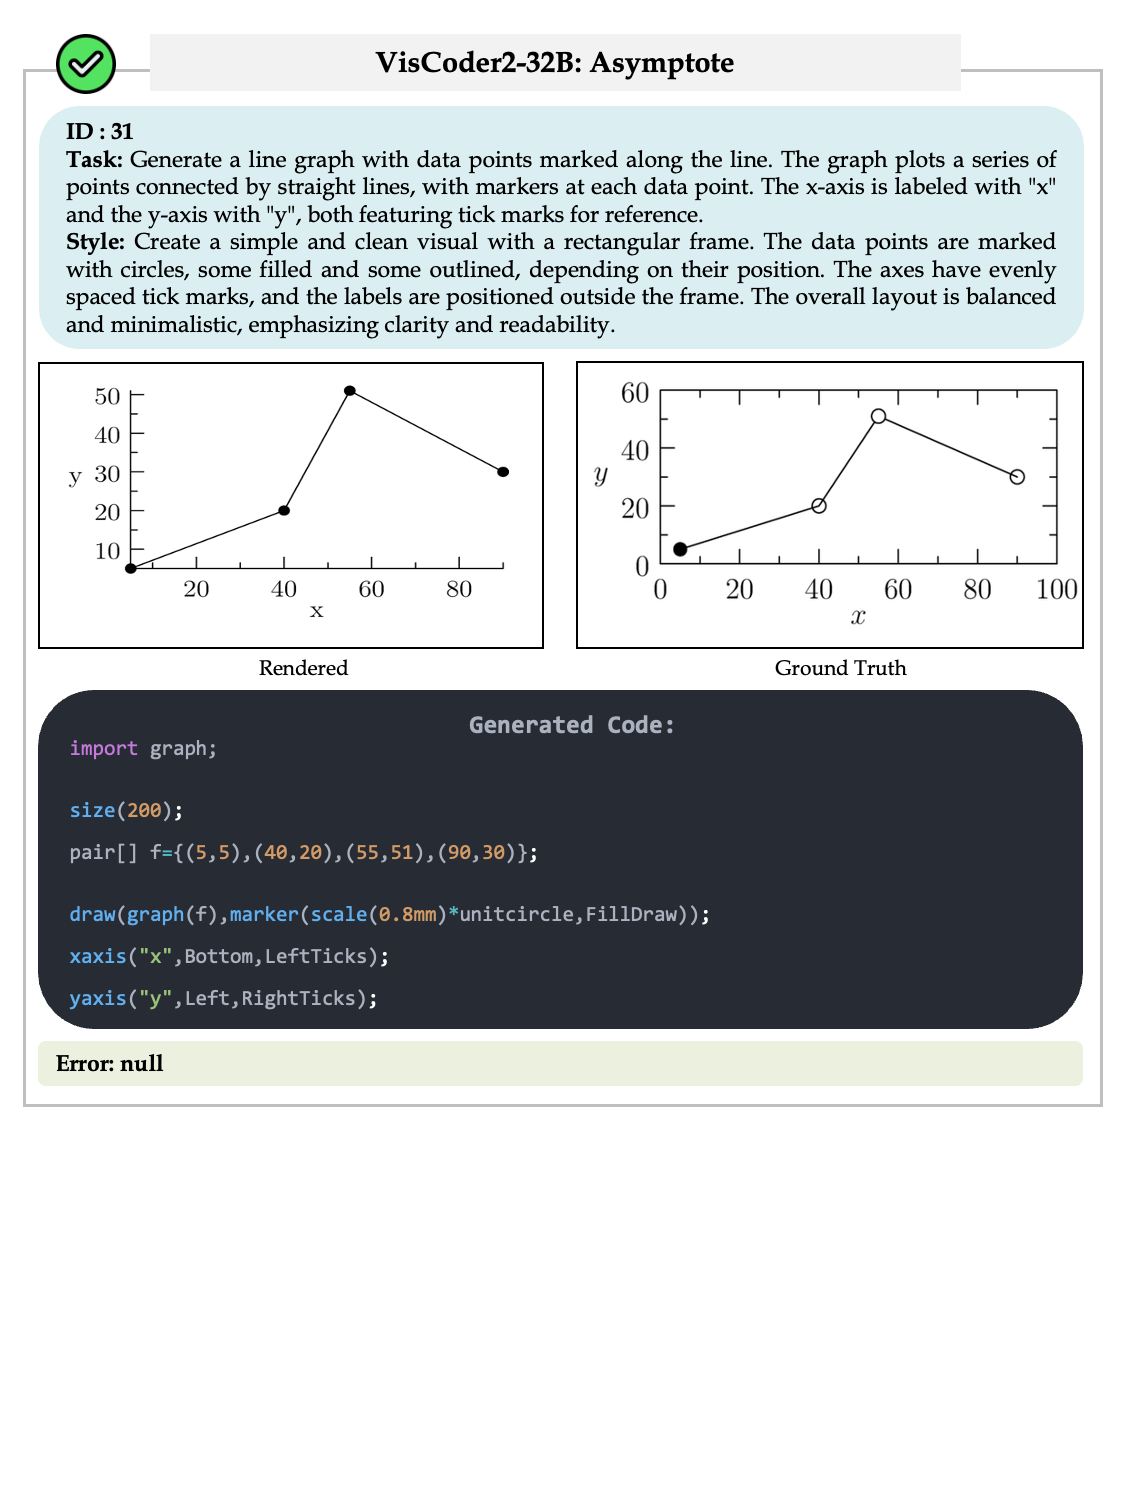 VisCoder2-32B: Asymptote
ID : 31
Task: Generate a line graph with data points marked along the line. The graph plots a series of
points connected by straight lines, with markers at each data point. The x-axis is labeled with "x"
and the y-axis with "y", both featuring tick marks for reference.
Style: Create a simple and clean visual with a rectangular frame. The data points are marked
with circles, some filled and some outlined, depending on their position. The axes have evenly
spaced tick marks, and the labels are positioned outside the frame. The overall layout is balanced
and minimalistic, emphasizing clarity and readability.
50
40
y 30
20
10
20 40 60 80
x
Rendered
60
40
y
20
0
0 20 40 60 80 100
x
Ground Truth
Generated Code:
import graph;
size(200);
pair[] f={(5,5),(40,20),(55,51),(90,30)};
draw(graph(f),marker(scale(0.8mm)*unitcircle,FillDraw));
xaxis("x",Bottom,LeftTicks);
yaxis("y",Left,RightTicks);
Error: null